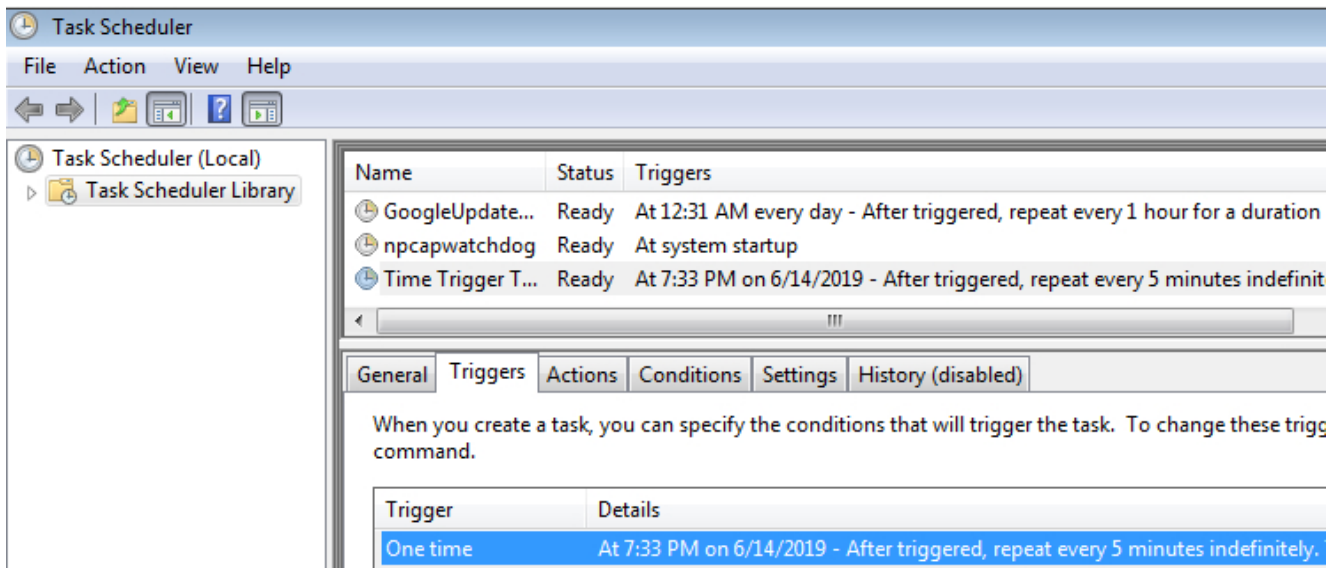 Task Scheduler
File Action View Help
Task Scheduler (Local)
Task Scheduler Library
Name Status Triggers
GoogleUpdate... Ready At 12:31 AM every day - After triggered, repeat every 1 hour for a duration
npcapwatchdog Ready At system startup
Time Trigger T... Ready At 7:33 PM on 6/14/2019 - After triggered, repeat every 5 minutes indefinit
General Triggers Actions Conditions Settings History (disabled)
When you create a task, you can specify the conditions that will trigger the task. To change these trigg
command.
Trigger Details
One time At 7:33 PM on 6/14/2019 - After triggered, repeat every 5 minutes indefinitely.